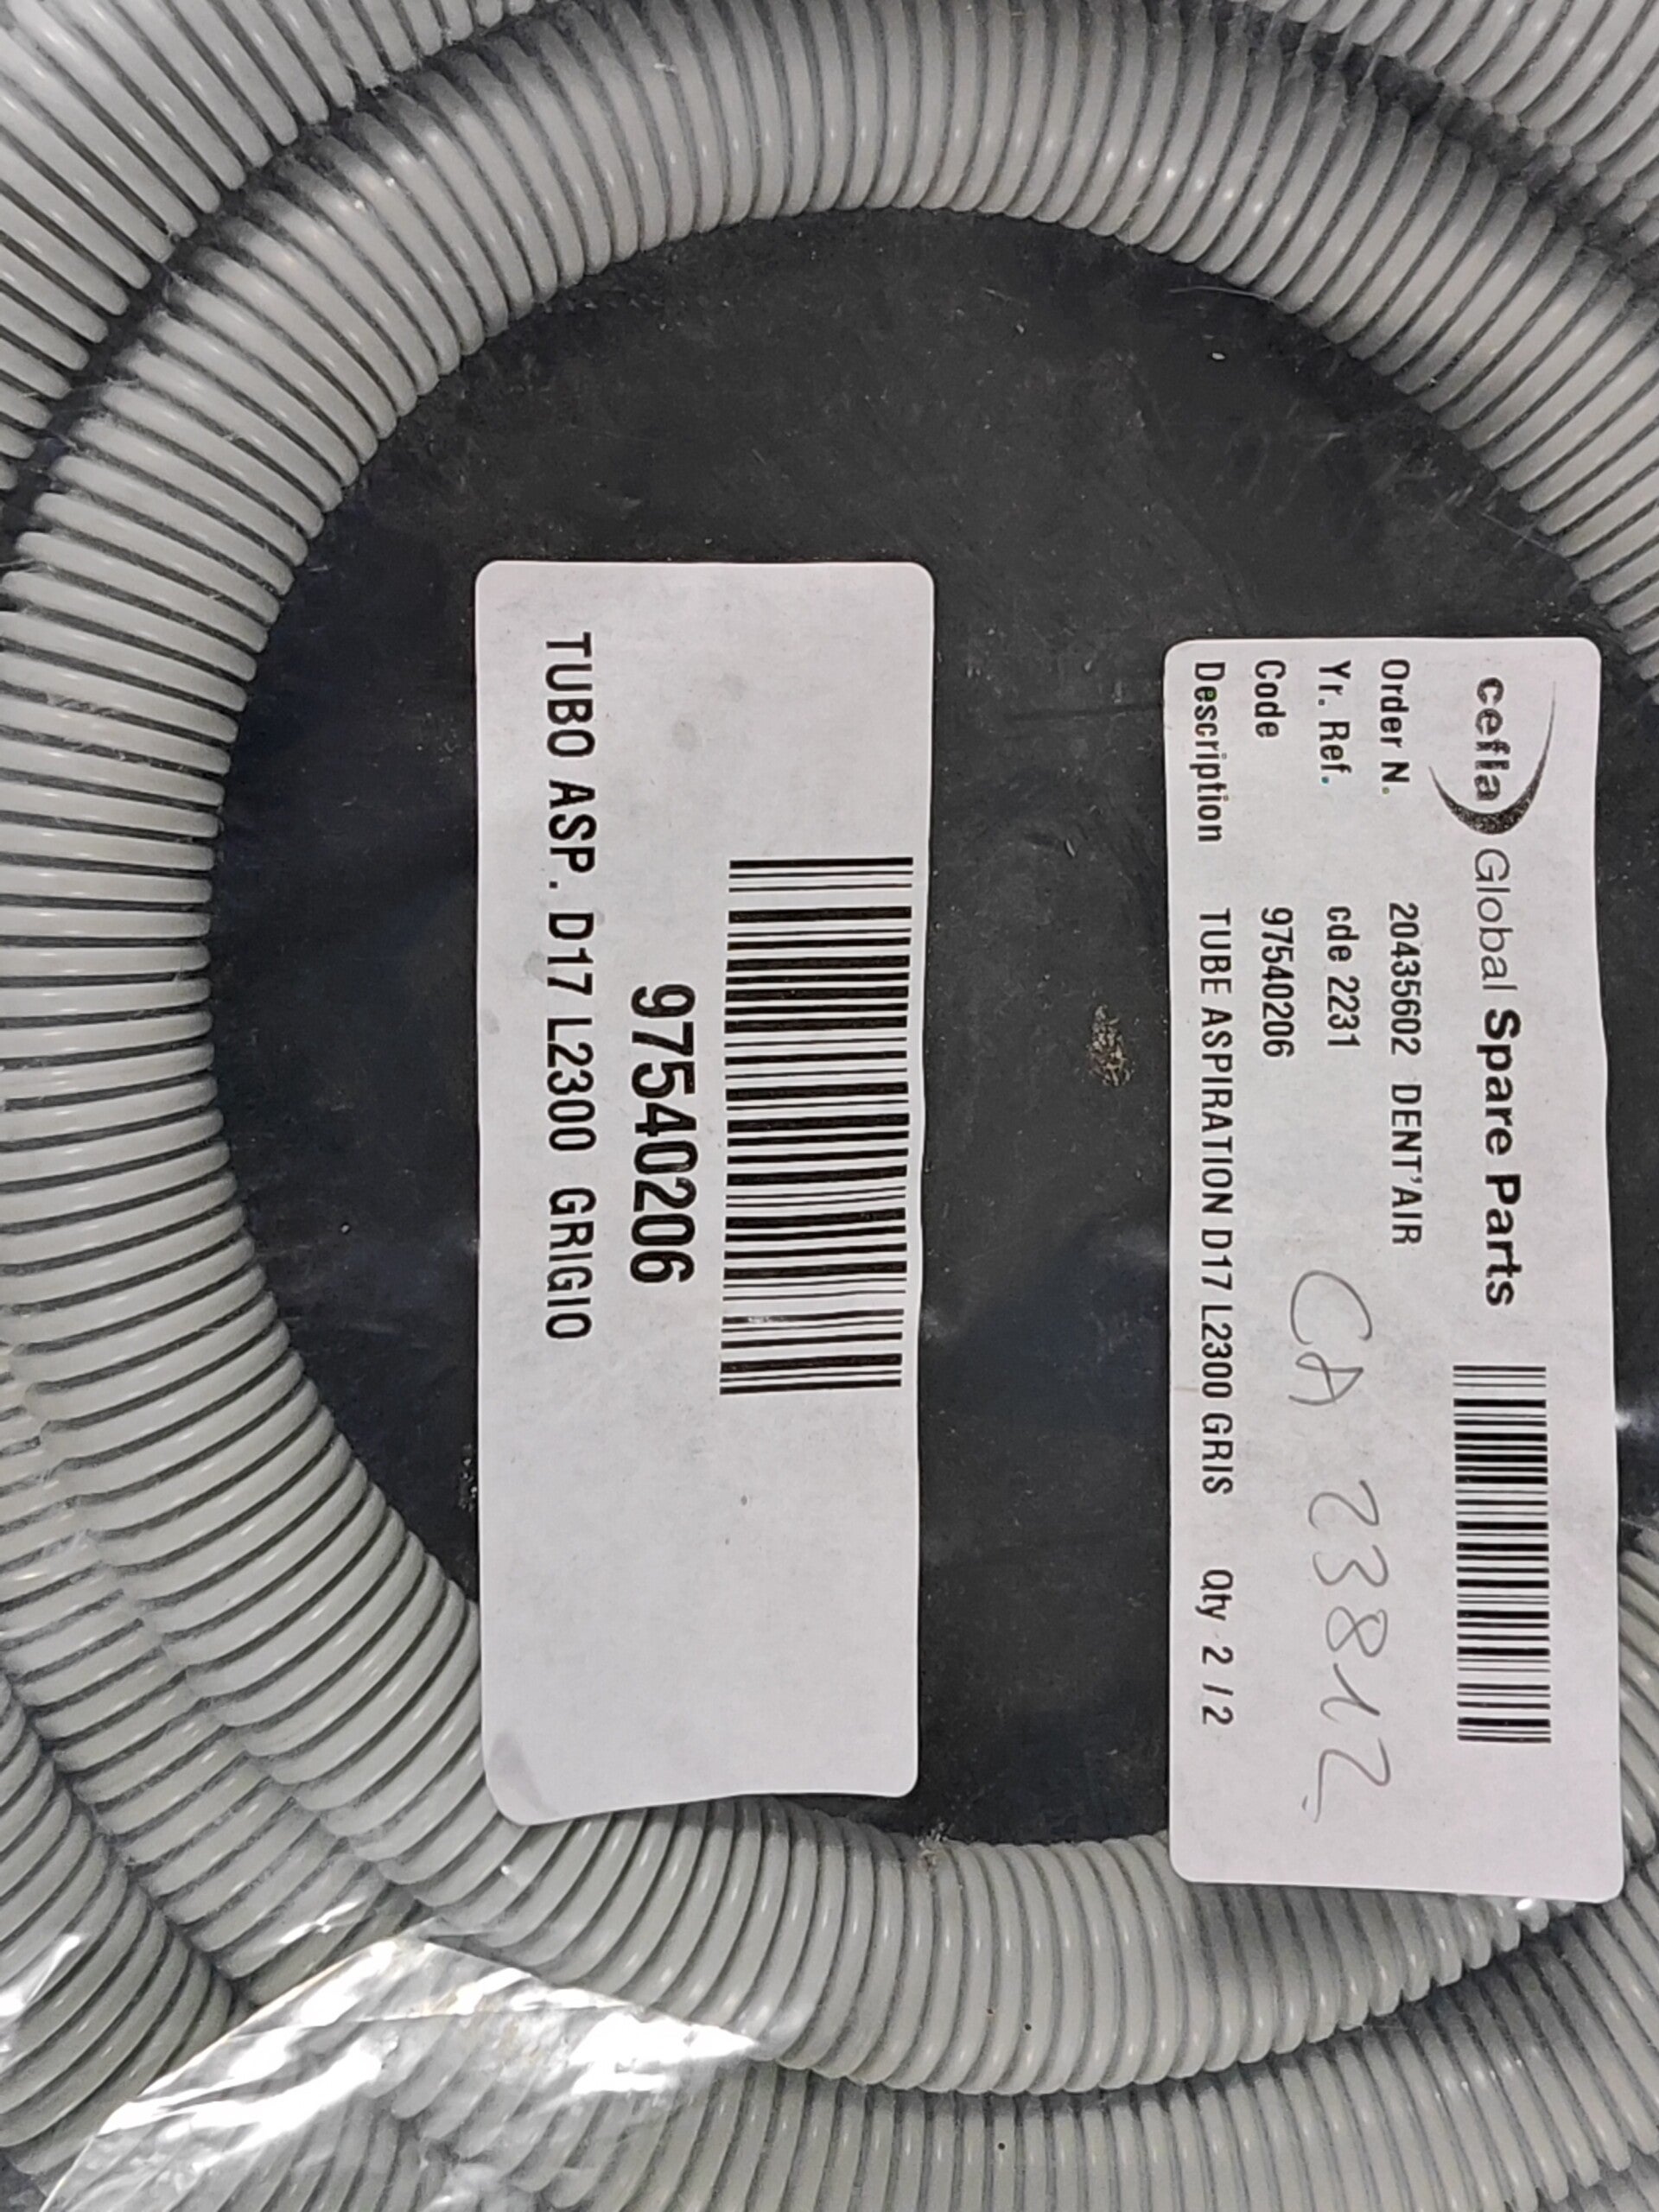 cefla Global Spare Parts
Order N. 20435602 DENT'AIR
Yr. Ref. cde 2231
Code 97540206
CA 23812
Description TUBE ASPIRATION D17 L2300 GRIS Qty 2 / 2
97540206
TUBO ASP. D17 L2300 GRIGIO